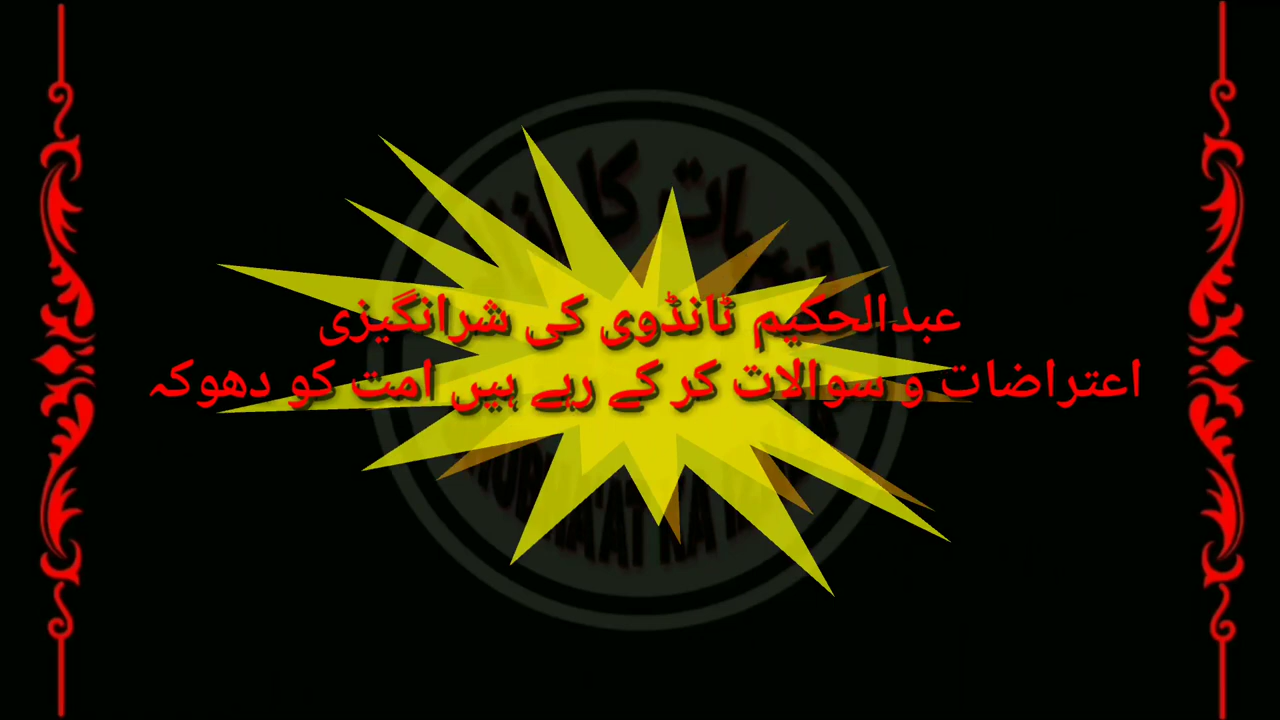 عبدالحکیم ٹانڈوی کی شرانگیزی
اعتراضات و سوالات کر کے رہے ہیں امت کو دھوکہ